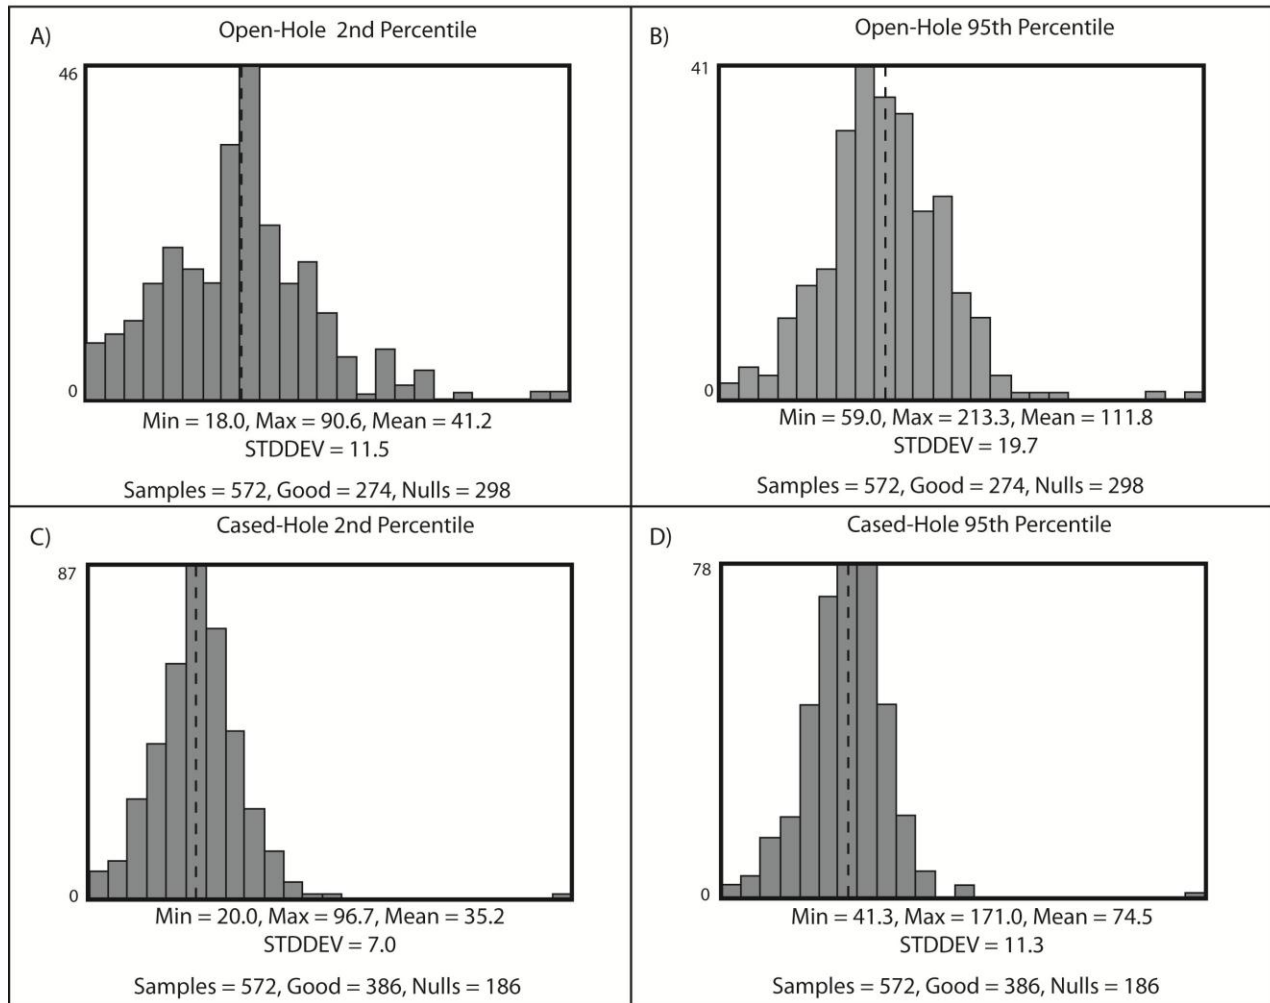 A)
Open-Hole 2nd Percentile
46
0
Min = 18.0, Max = 90.6, Mean = 41.2
STDDEV = 11.5
Samples = 572, Good = 274, Nulls = 298
B)
Open-Hole 95th Percentile
41
0
Min = 59.0, Max = 213.3, Mean = 111.8
STDDEV = 19.7
Samples = 572, Good = 274, Nulls = 298
C)
Cased-Hole 2nd Percentile
87
0
Min = 20.0, Max = 96.7, Mean = 35.2
STDDEV = 7.0
Samples = 572, Good = 386, Nulls = 186
D)
Cased-Hole 95th Percentile
78
0
Min = 41.3, Max = 171.0, Mean = 74.5
STDDEV = 11.3
Samples = 572, Good = 386, Nulls = 186